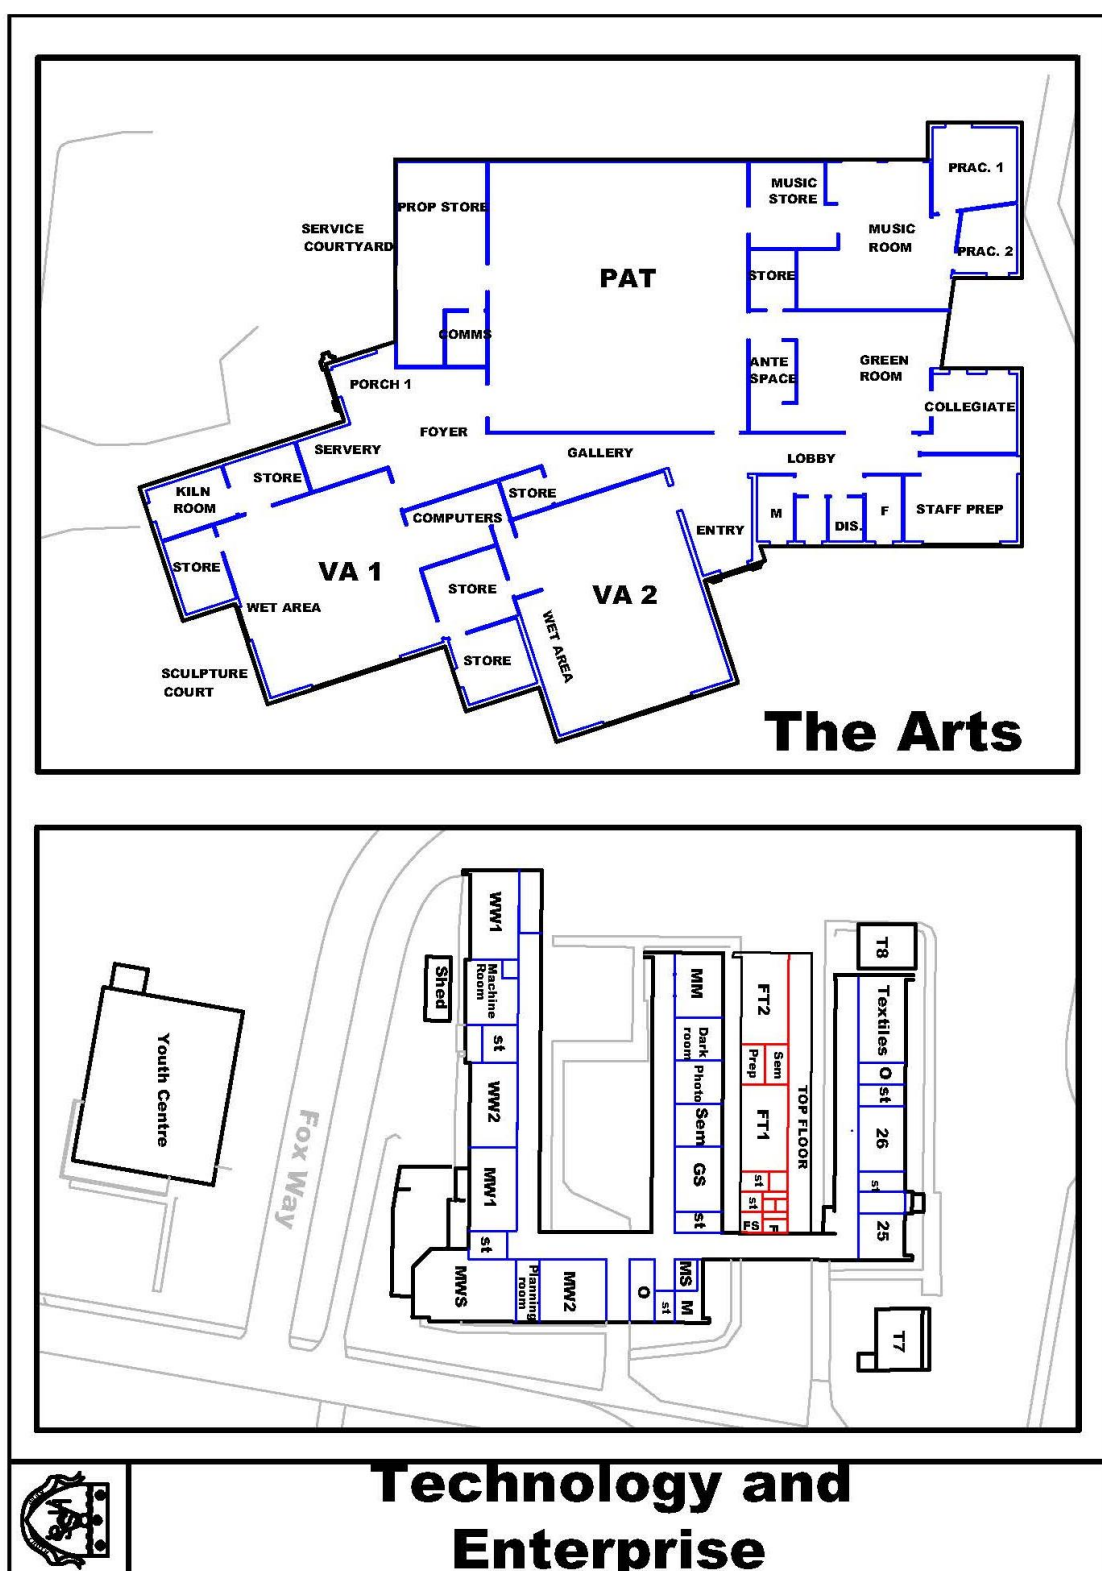 PRAC. 1
MUSIC
STORE
PROP STORE
SERVICE
COURTYARD
MUSIC
ROOM
PRAC. 2
PAT
STORE
COMMS
ANTE
SPACE
GREEN
ROOM
PORCH 1
COLLEGIATE
FOYER
SERVERY
GALLERY
LOBBY
STORE
KILN
ROOM
STORE
COMPUTERS
M
DIS.
F
STAFF PREP
ENTRY
STORE
VA 1
STORE
VA 2
WET AREA
WET AREA
STORE
SCULPTURE
COURT
The Arts
WW1
Machine
Room
Shed
st
WW2
MW1
st
MWS
Planning
room
MW2
O
st
MS
M
MM
Dark
room
Photo
Sem
GS
st
FT2
Prep
Sem
FT1
st
st
FS
F
TOP FLOOR
T8
Textiles
O
st
26
st
25
T7
Youth Centre
Fox Way
Technology and
Enterprise